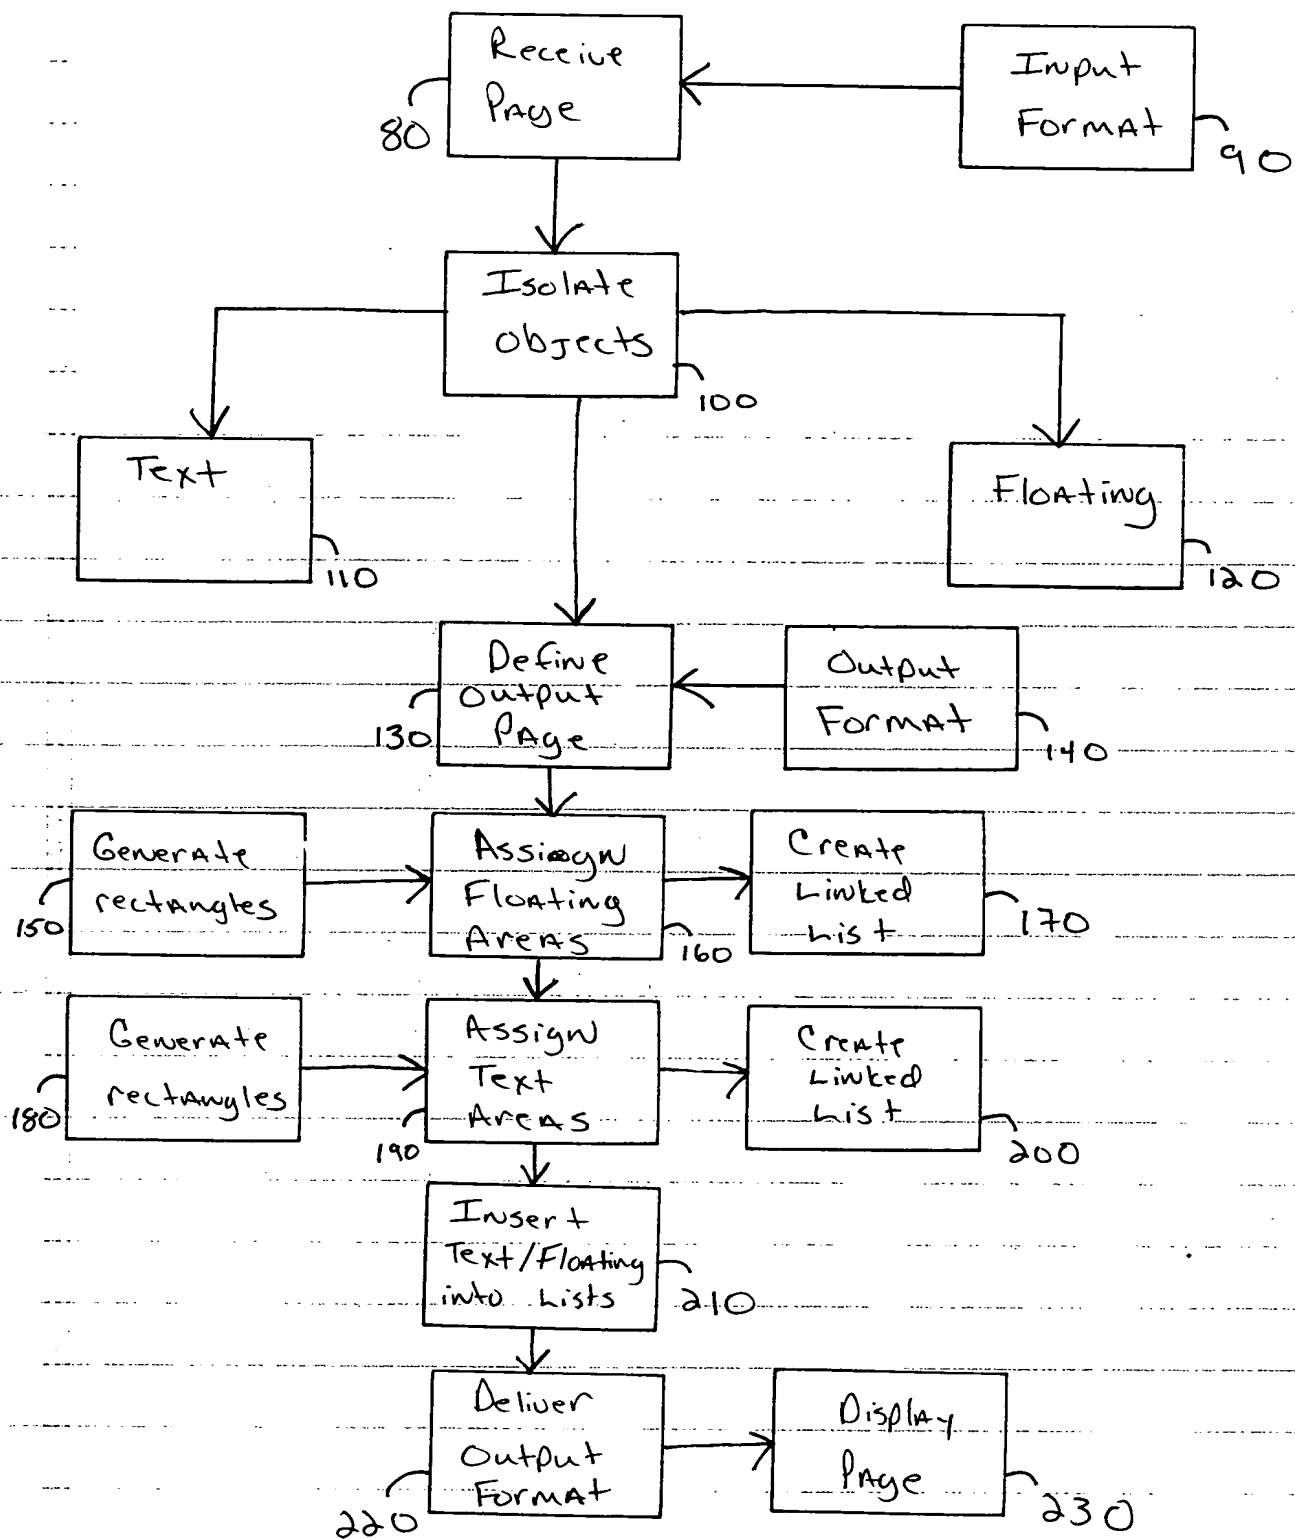 Receive
Page
80
Input
Format
90
Isolate
Objects
100
Text
110
Floating
120
Define
Output
Page
130
Output
Format
140
Generate
rectangles
150
Assign
Floating
Areas
160
Create
Linked
List
170
Generate
rectangles
180
Assign
Text
Areas
190
Create
Linked
List
200
Insert
Text/Floating
into Lists
210
Deliver
Output
Format
220
Display
Page
230